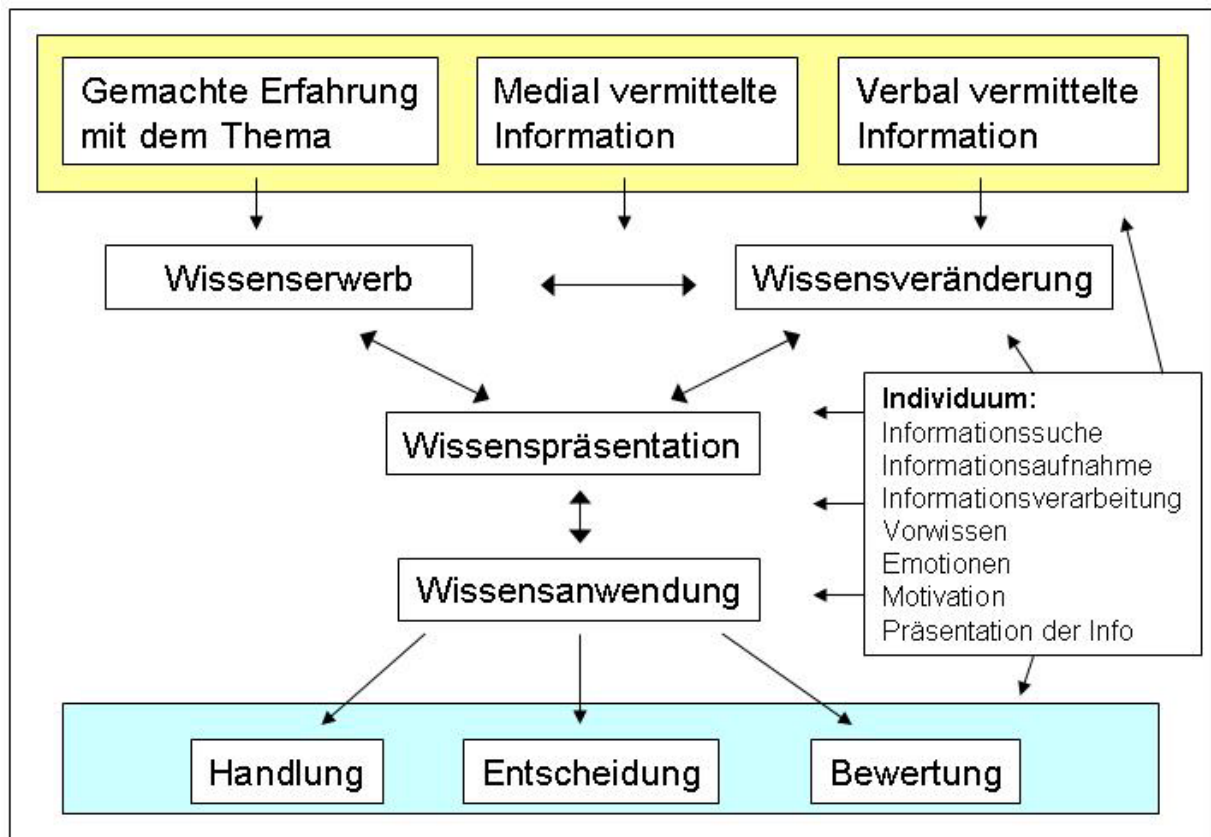 Gemachte Erfahrung
mit dem Thema
Medial vermittelte
Information
Verbal vermittelte
Information
Wissenserwerb
Wissensveränderung
Wissenspräsentation
Individuum:
Informationssuche
Informationsaufnahme
Informationsverarbeitung
Vorwissen
Emotionen
Motivation
Präsentation der Info
Wissensanwendung
Handlung
Entscheidung
Bewertung